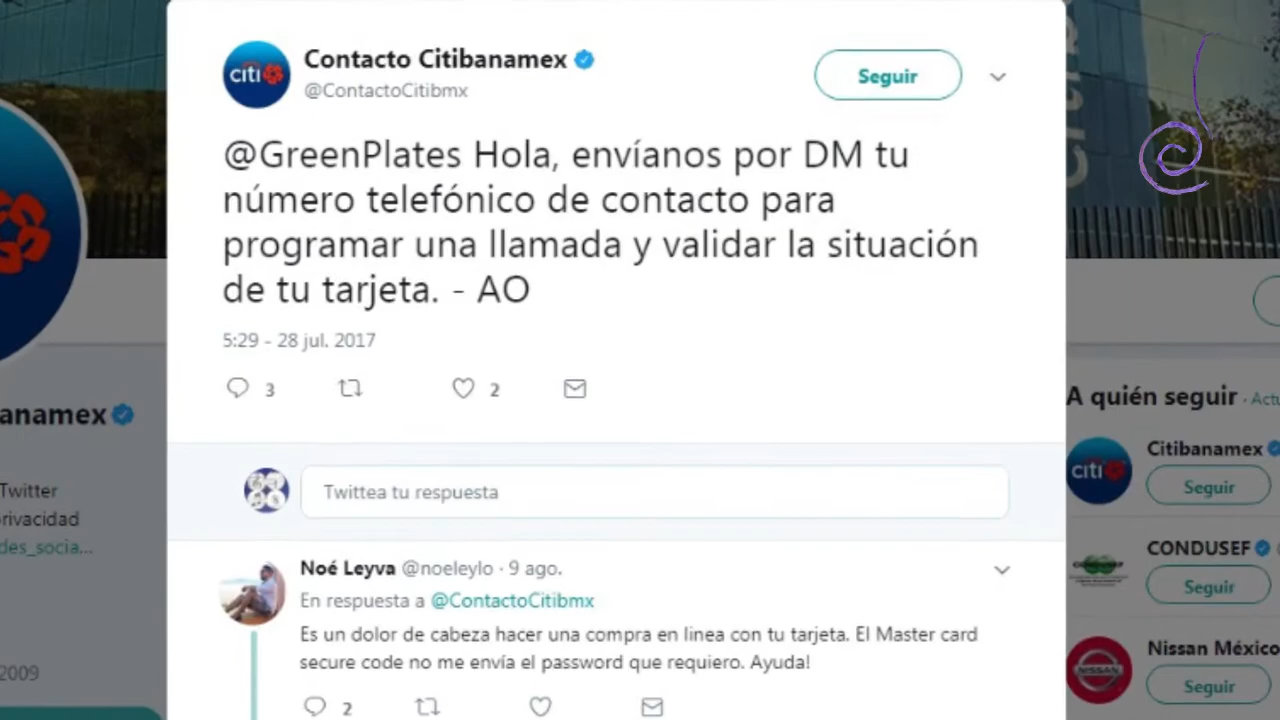 Contacto Citibanamex
@ContactoCitibmx
Seguir
@GreenPlates Hola, envíanos por DM tu
número telefónico de contacto para
programar una llamada y validar la situación
de tu tarjeta. - AO
5:29 - 28 jul. 2017
3
2
Twittea tu respuesta
Noé Leyva @noeleylo · 9 ago.
En respuesta a @ContactoCitibmx
Es un dolor de cabeza hacer una compra en linea con tu tarjeta. El Master card
secure code no me envía el password que requiero. Ayuda!
2
citi
anamex
Twitter
rivacidad
des_socia...
2009
A quién seguir · Actu
citi
Citibanamex
Seguir
CONDUSEF
Seguir
NISSAN
Nissan México
Seguir